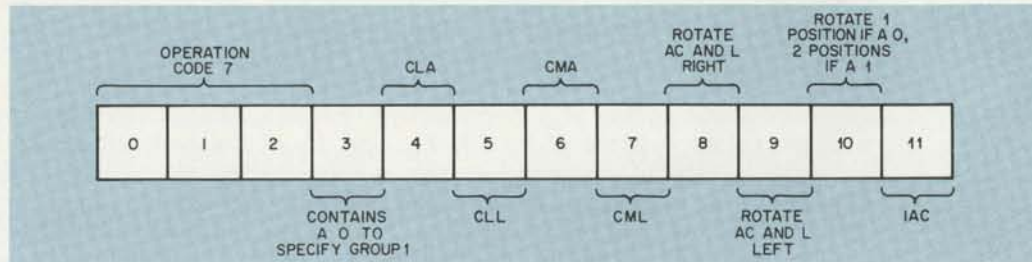 OPERATION
CODE 7
CLA
CMA
ROTATE
AC AND L
RIGHT
ROTATE 1
POSITION IF A 0,
2 POSITIONS
IF A 1
0 1 2 3 4 5 6 7 8 9 10 11
CONTAINS
A 0 TO
SPECIFY GROUP 1
CLL
CML
ROTATE
AC AND L
LEFT
IAC